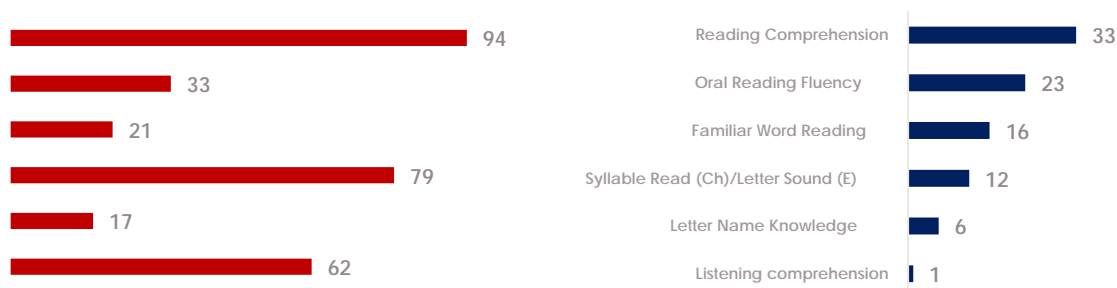 94
33
21
79
17
62
Reading Comprehension 33
Oral Reading Fluency 23
Familiar Word Reading 16
Syllable Read (Ch)/Letter Sound (E) 12
Letter Name Knowledge 6
Listening comprehension 1